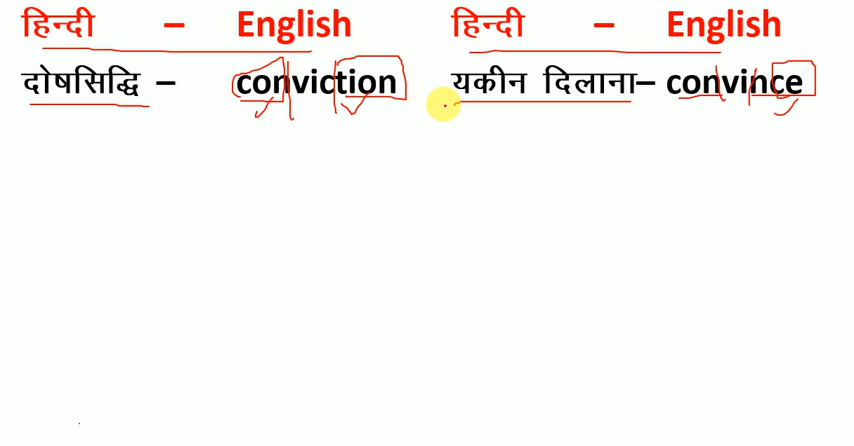 हिन्दी – English हिन्दी – English
दोषसिद्धि – conviction यकीन दिलाना– convince